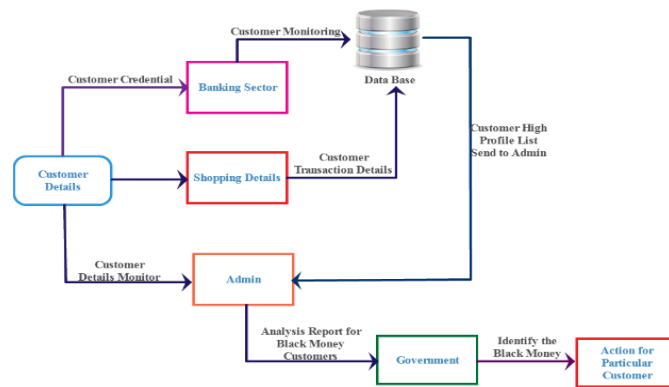 Customer Monitoring
Customer Credential
Banking Sector
Data Base
Customer High
Profile List
Send to Admin
Customer
Details
Shopping Details
Customer
Transaction Details
Customer
Details Monitor
Admin
Analysis Report for
Black Money
Customers
Government
Identify the
Black Money
Action for
Particular
Customer